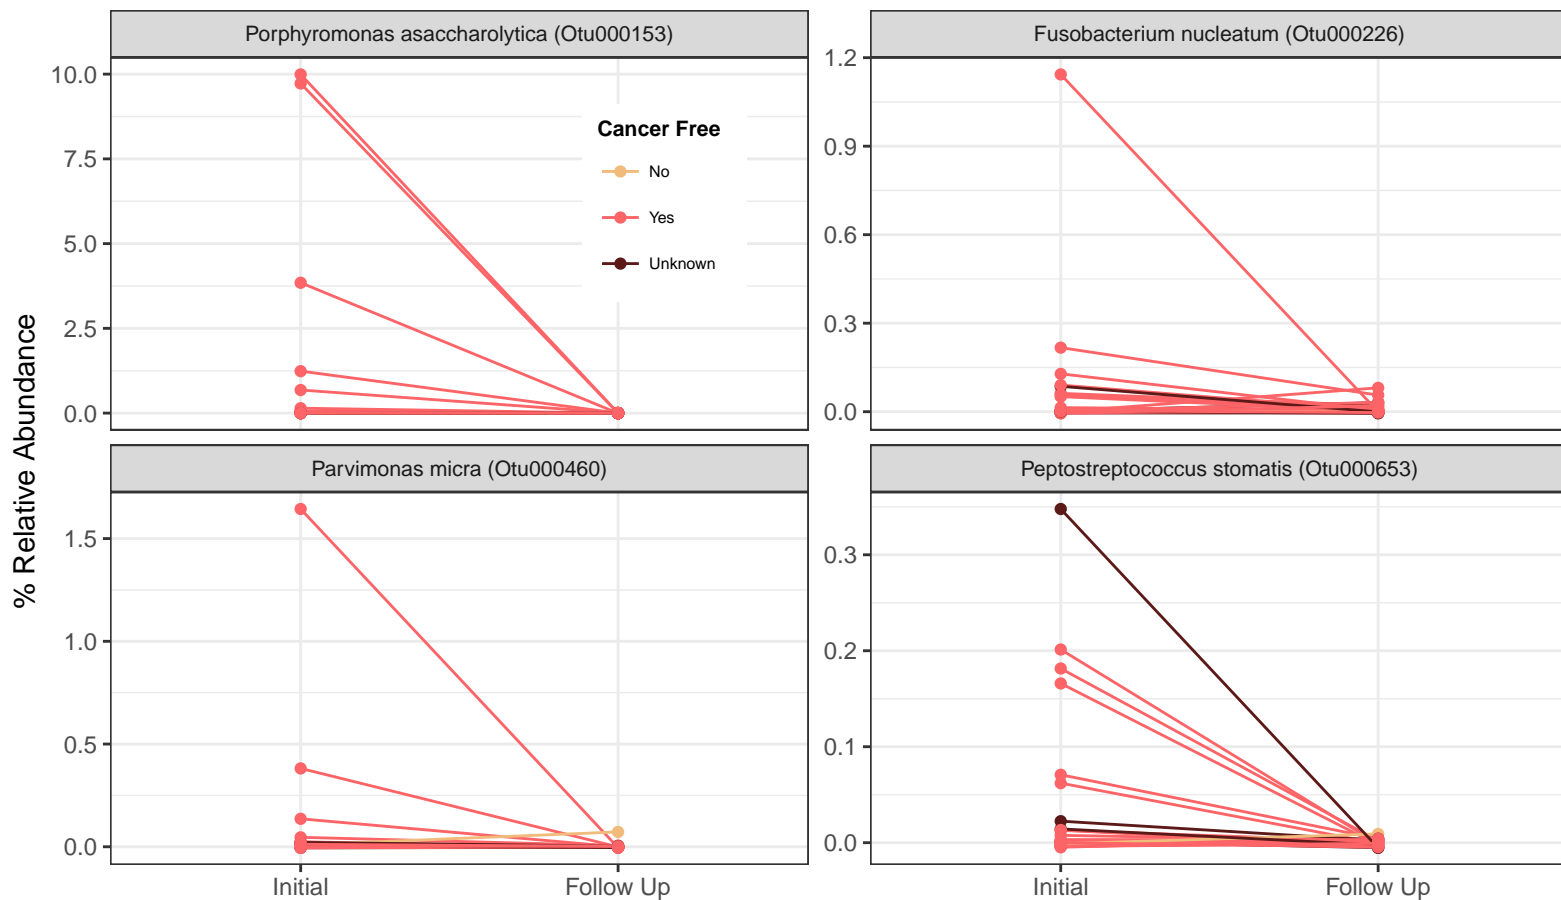 % Relative Abundance
Porphyromonas asaccharolytica (Otu000153)
10.0
7.5
5.0
2.5
0.0
Cancer Free
No
Yes
Unknown
Fusobacterium nucleatum (Otu000226)
1.2
0.9
0.6
0.3
0.0
Parvimonas micra (Otu000460)
1.5
1.0
0.5
0.0
Initial
Follow Up
Peptostreptococcus stomatis (Otu000653)
0.3
0.2
0.1
0.0
Initial
Follow Up